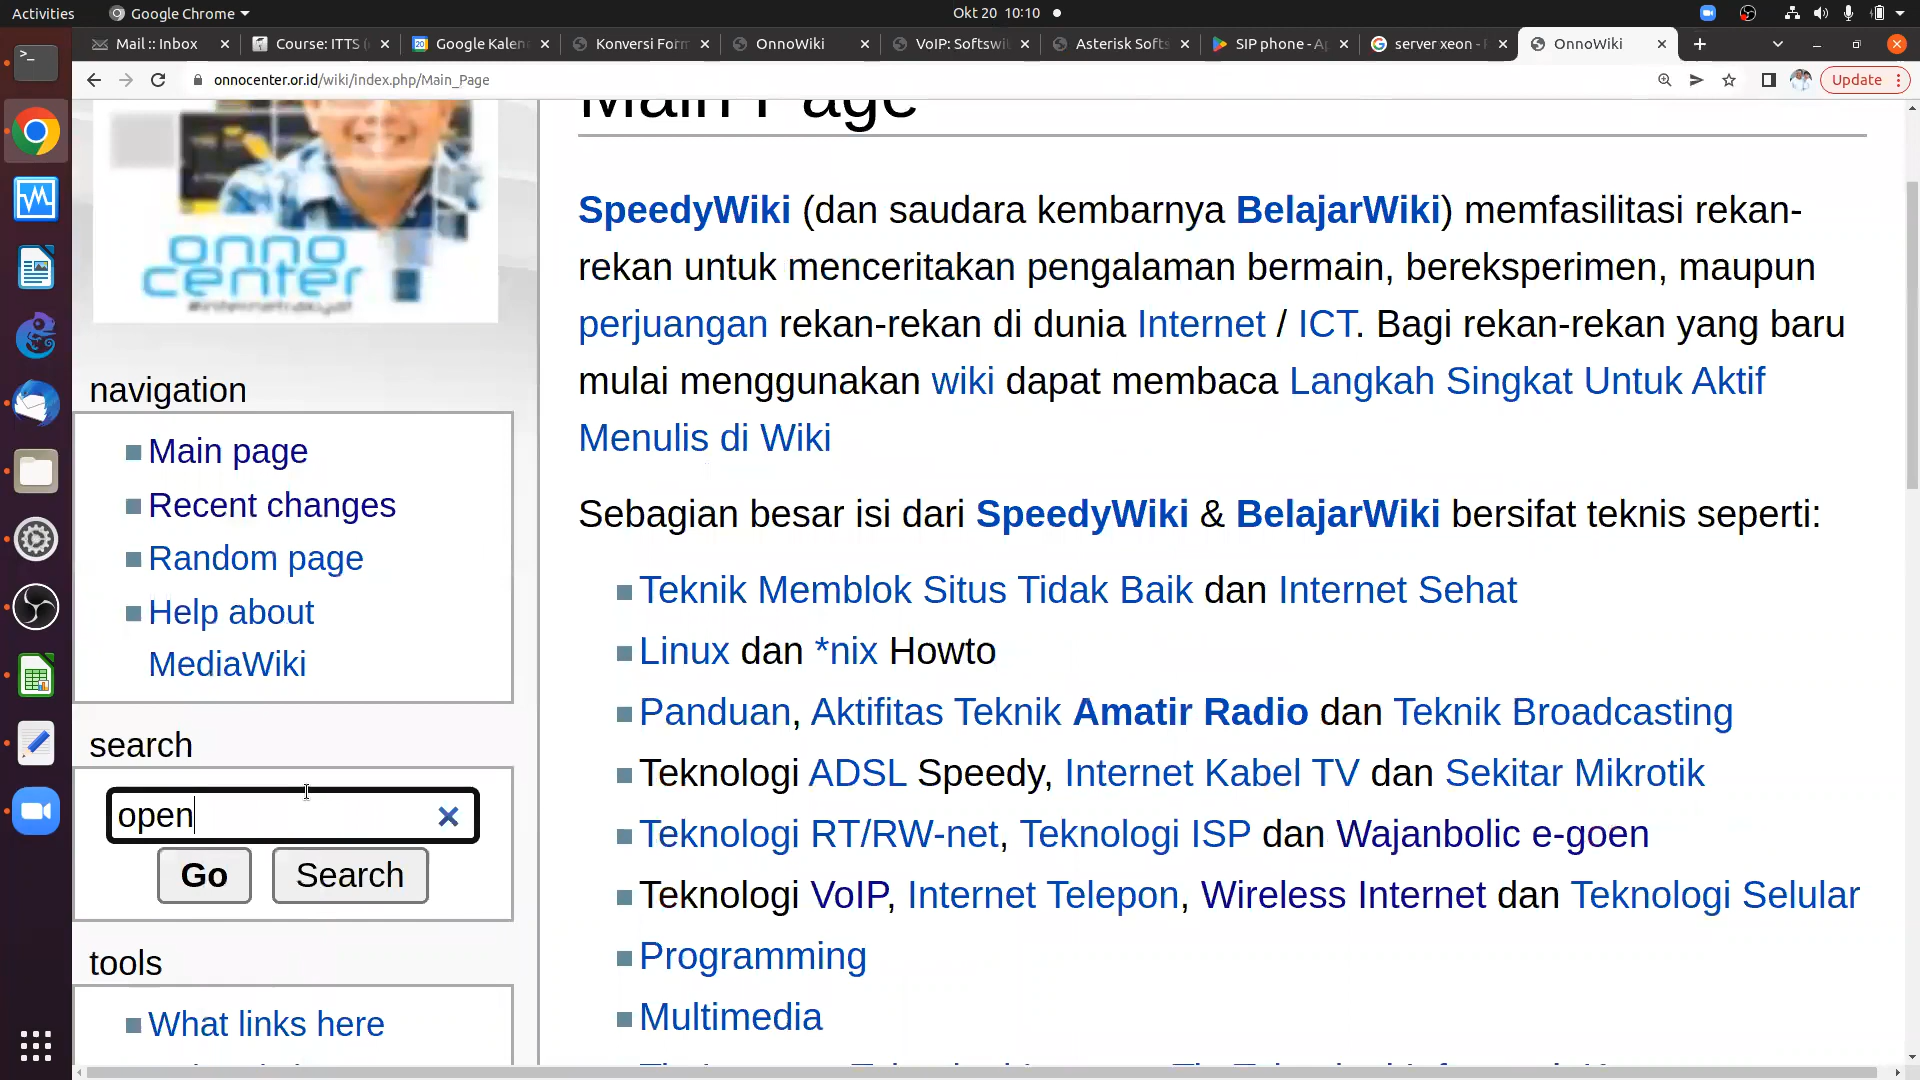 Activities
Google Chrome
Okt 20 10:10
Mail :: Inbox
Course: ITTS (
Google Kalen
Konversi Forn
OnnoWiki
VoIP: Softswi
Asterisk Softs
SIP phone - Ap
server xeon - P
OnnoWiki
onnocenter.or.id/wiki/index.php/Main_Page
Update
Main Page
onno
center
SpeedyWiki (dan saudara kembarnya BelajarWiki) memfasilitasi rekan-
rekan untuk menceritakan pengalaman bermain, bereksperimen, maupun
perjuangan rekan-rekan di dunia Internet / ICT. Bagi rekan-rekan yang baru
mulai menggunakan wiki dapat membaca Langkah Singkat Untuk Aktif
Menulis di Wiki
Sebagian besar isi dari SpeedyWiki & BelajarWiki bersifat teknis seperti:
Teknik Memblok Situs Tidak Baik dan Internet Sehat
Linux dan *nix Howto
Panduan, Aktifitas Teknik Amatir Radio dan Teknik Broadcasting
Teknologi ADSL Speedy, Internet Kabel TV dan Sekitar Mikrotik
Teknologi RT/RW-net, Teknologi ISP dan Wajanbolic e-goen
Teknologi VoIP, Internet Telepon, Wireless Internet dan Teknologi Selular
Programming
Multimedia
navigation
Main page
Recent changes
Random page
Help about
MediaWiki
search
open
Go
Search
tools
What links here